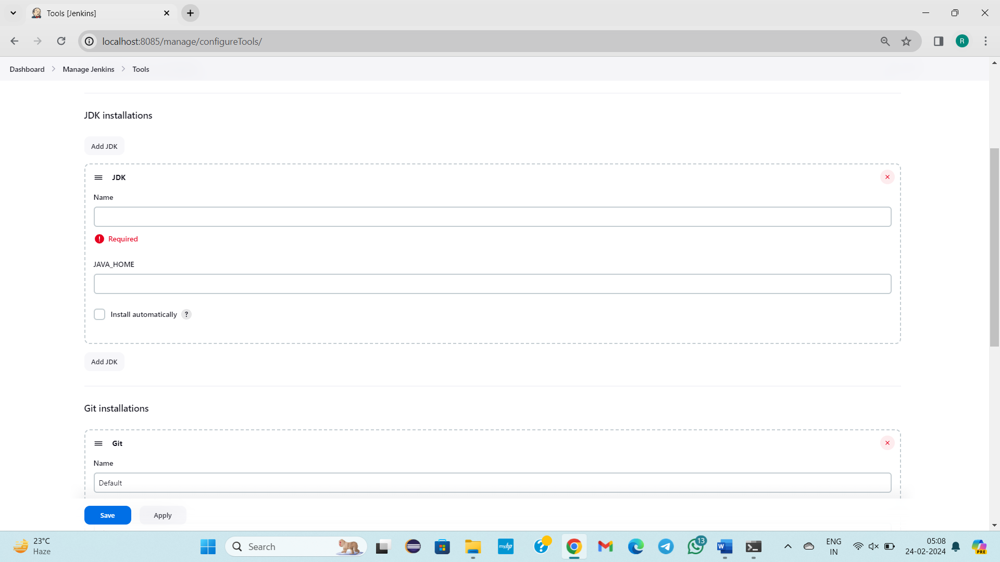 Tools [Jenkins]
localhost:8085/manage/configureTools/
R
Dashboard
Manage Jenkins
Tools
JDK installations
Add JDK
JDK
Name
Required
JAVA_HOME
Install automatically ?
Add JDK
Git installations
Git
Name
Default
Save
Apply
23°C
Haze
Search
myhp
13
W
ENG
IN
05:08
24-02-2024
PRE